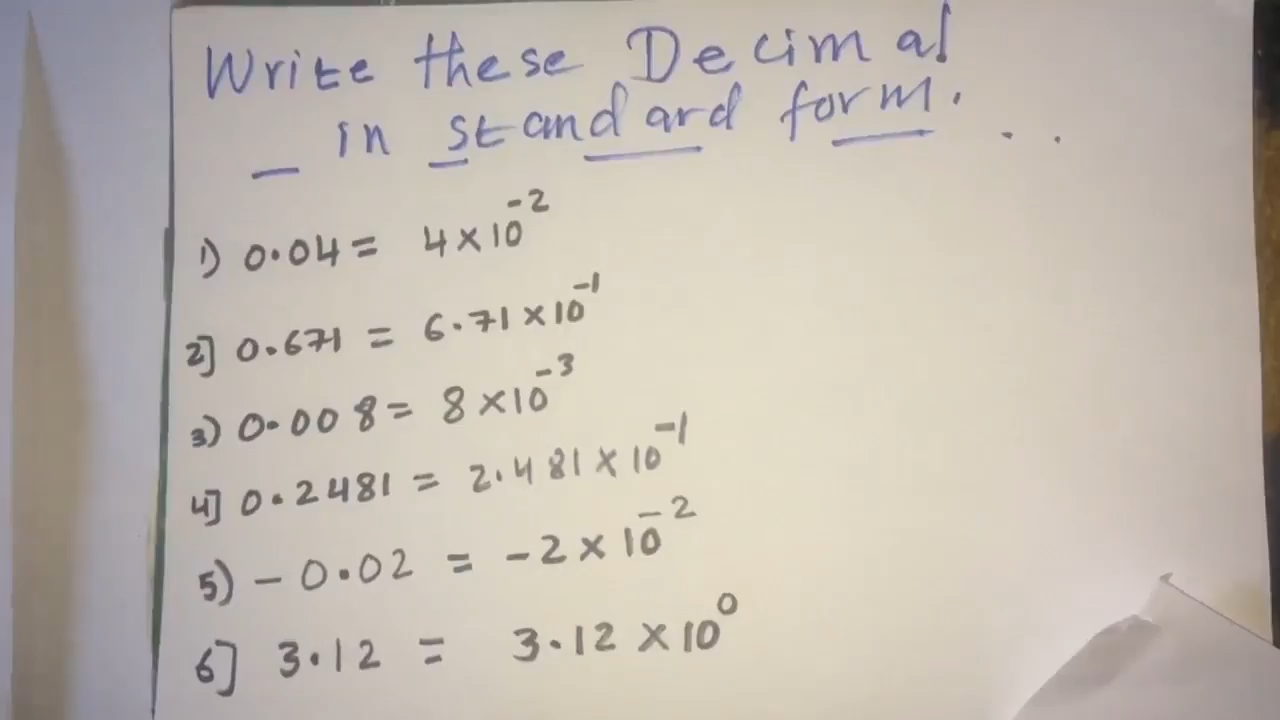 Write these Decimal
in standard form. . .
1) 0.04 = 4 × 10⁻²
2] 0.671 = 6.71 × 10⁻¹
3) 0.008 = 8 × 10⁻³
4] 0.2481 = 2.481 × 10⁻¹
5) - 0.02 = -2 × 10⁻²
6] 3.12 = 3.12 × 10⁰